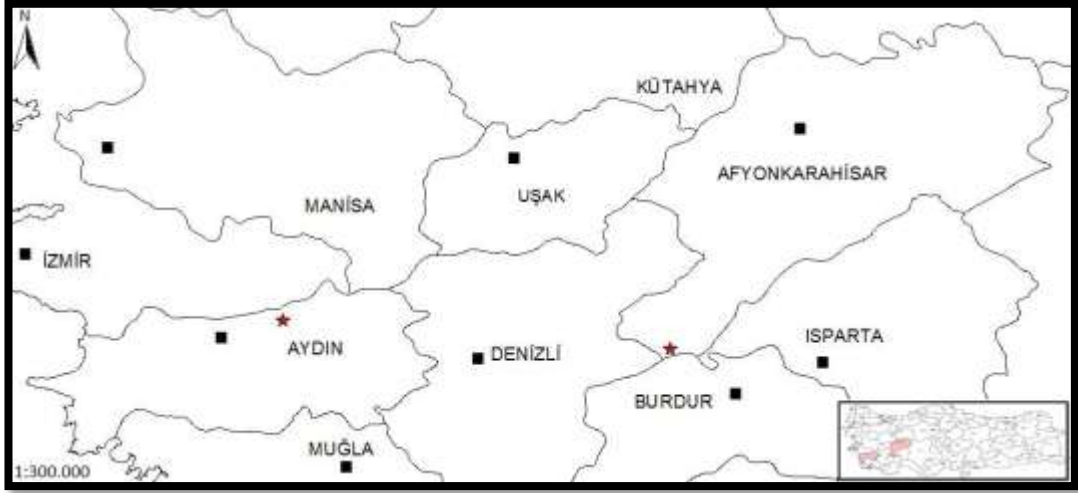 N
KÜTAHYA
AFYONKARAHİSAR
UŞAK
MANİSA
İZMİR
ISPARTA
AYDIN
DENİZLİ
BURDUR
MUĞLA
1:300.000